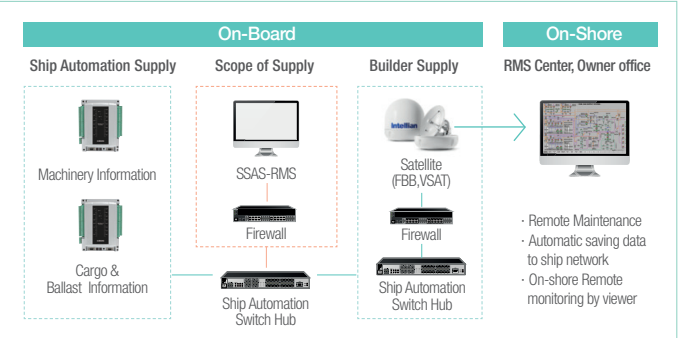 On-Board
On-Shore
Ship Automation Supply
Scope of Supply
Builder Supply
RMS Center, Owner office
Machinery Information
Cargo &
Ballast Information
SSAS-RMS
Firewall
Ship Automation
Switch Hub
Intellian
Satellite
(FBB,VSAT)
Firewall
Ship Automation
Switch Hub
· Remote Maintenance
· Automatic saving data
to ship network
· On-shore Remote
monitoring by viewer